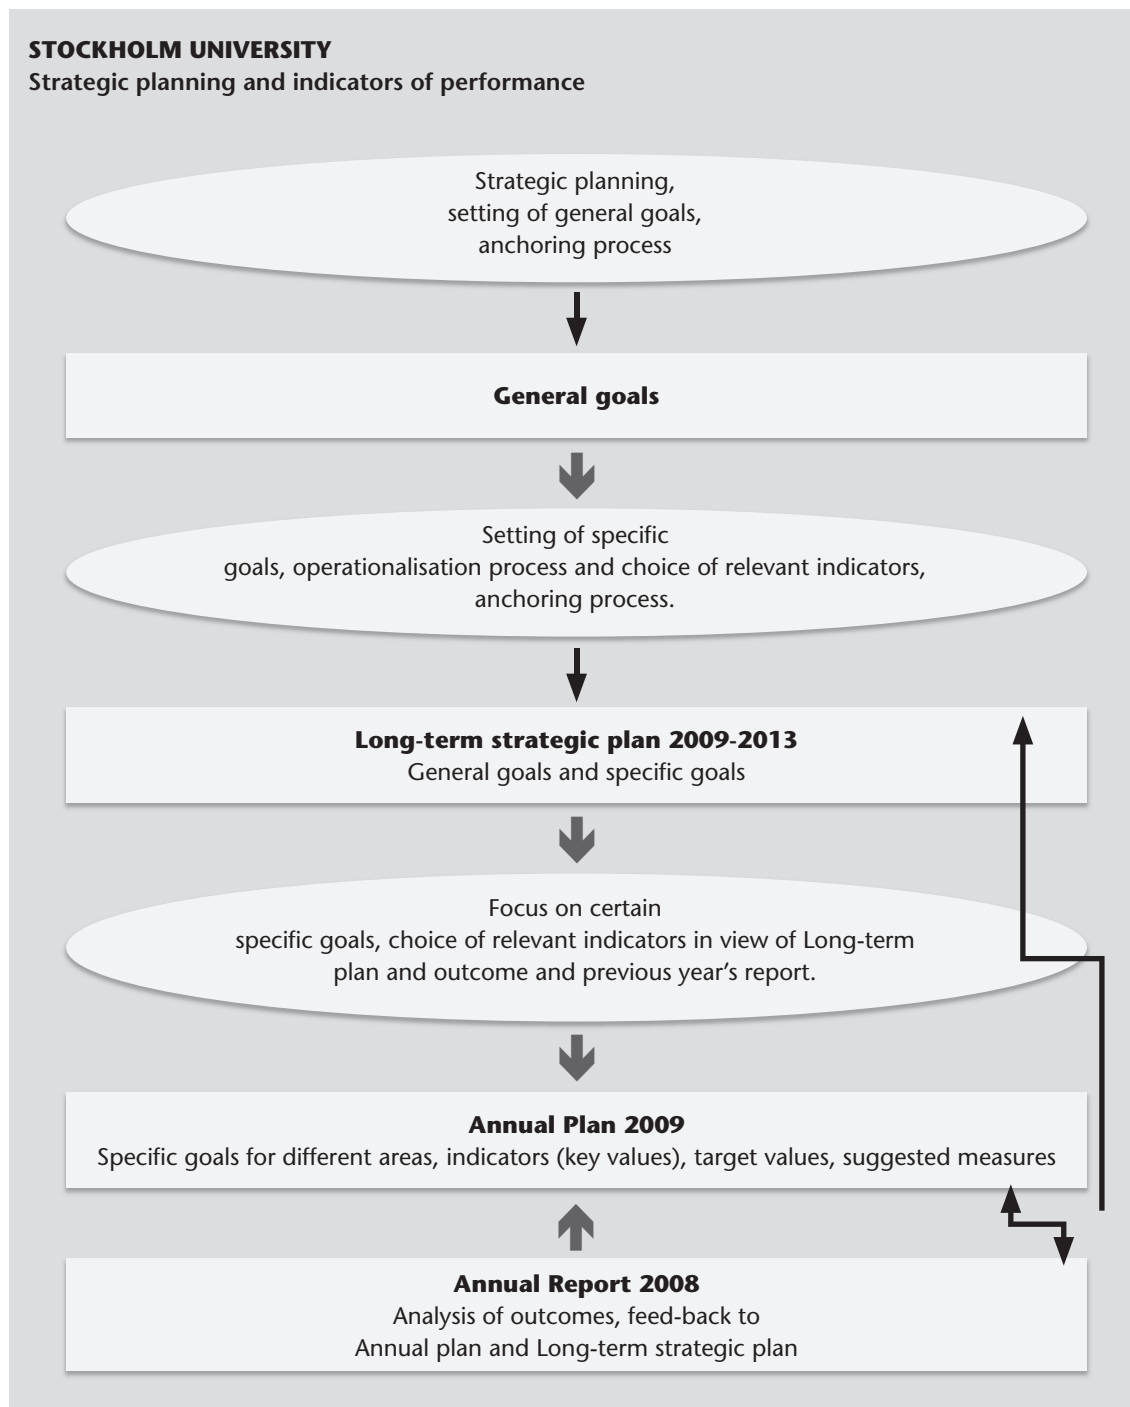 STOCKHOLM UNIVERSITY
Strategic planning and indicators of performance
Strategic planning,
setting of general goals,
anchoring process
General goals
Setting of specific
goals, operationalisation process and choice of relevant indicators,
anchoring process.
Long-term strategic plan 2009-2013
General goals and specific goals
Focus on certain
specific goals, choice of relevant indicators in view of Long-term
plan and outcome and previous year’s report.
Annual Plan 2009
Specific goals for different areas, indicators (key values), target values, suggested measures
Annual Report 2008
Analysis of outcomes, feed-back to
Annual plan and Long-term strategic plan